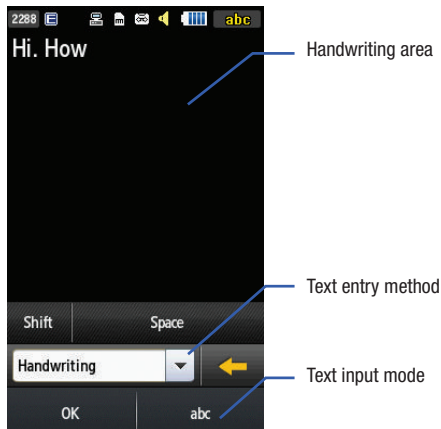 2288 E abc
Hi. How
Handwriting area
Text entry method
Shift Space
Handwriting
Text input mode
OK abc